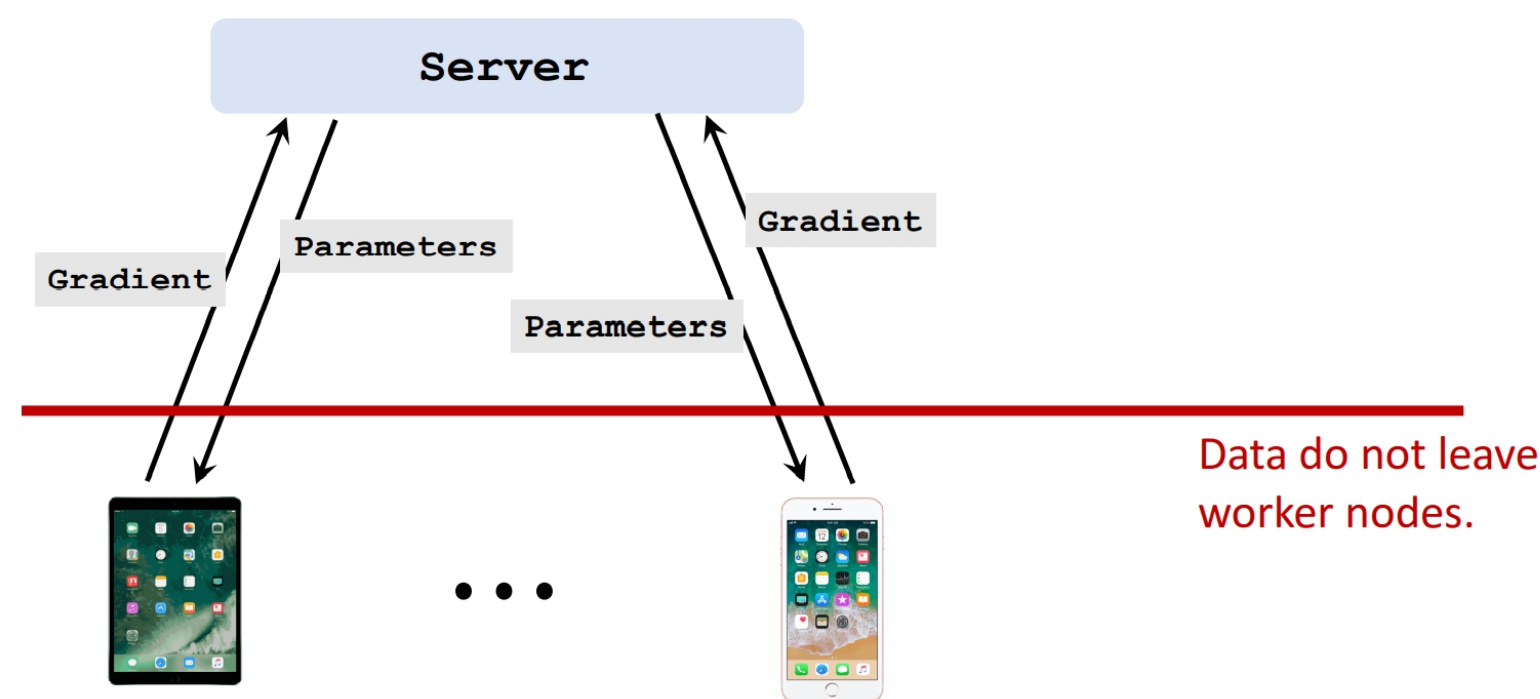 Server
Gradient
Parameters
Gradient
Parameters
Data do not leave
worker nodes.